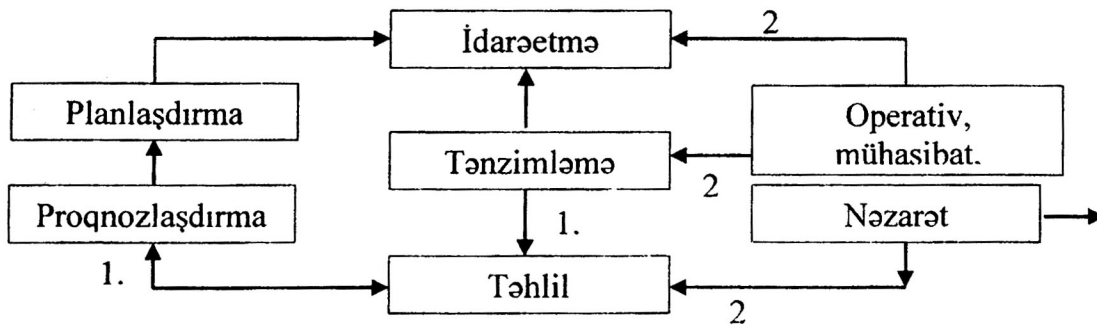 İdarəetmə
2
Planlaşdırma
Operativ,
mühasibat.
Tənzimləmə
2
Proqnozlaşdırma
Nəzarət
1.
1.
Təhlil
2